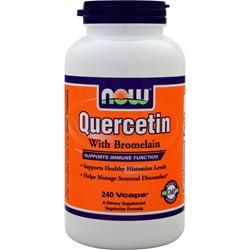 now
Quercetin
With Bromelain
SUPPORTS IMMUNE FUNCTION
• Supports Healthy Histamine Levels
• Helps Manage Seasonal Discomfort*
240 Vcaps®
A Dietary Supplement
Vegetarian Formula
GMP